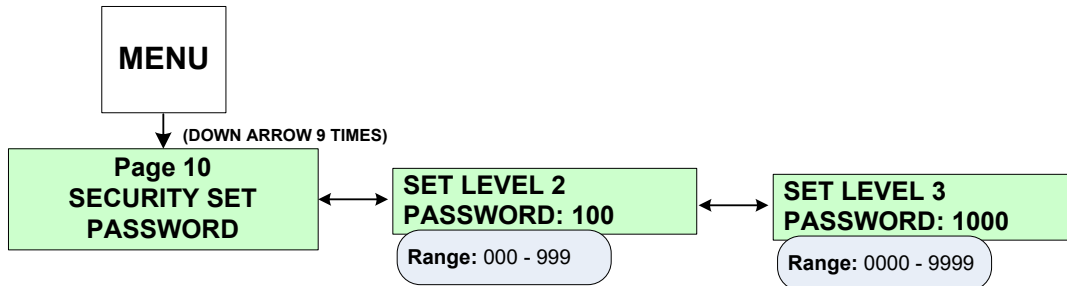 MENU
(DOWN ARROW 9 TIMES)
Page 10
SECURITY SET
PASSWORD
SET LEVEL 2
PASSWORD: 100
Range: 000 - 999
SET LEVEL 3
PASSWORD: 1000
Range: 0000 - 9999